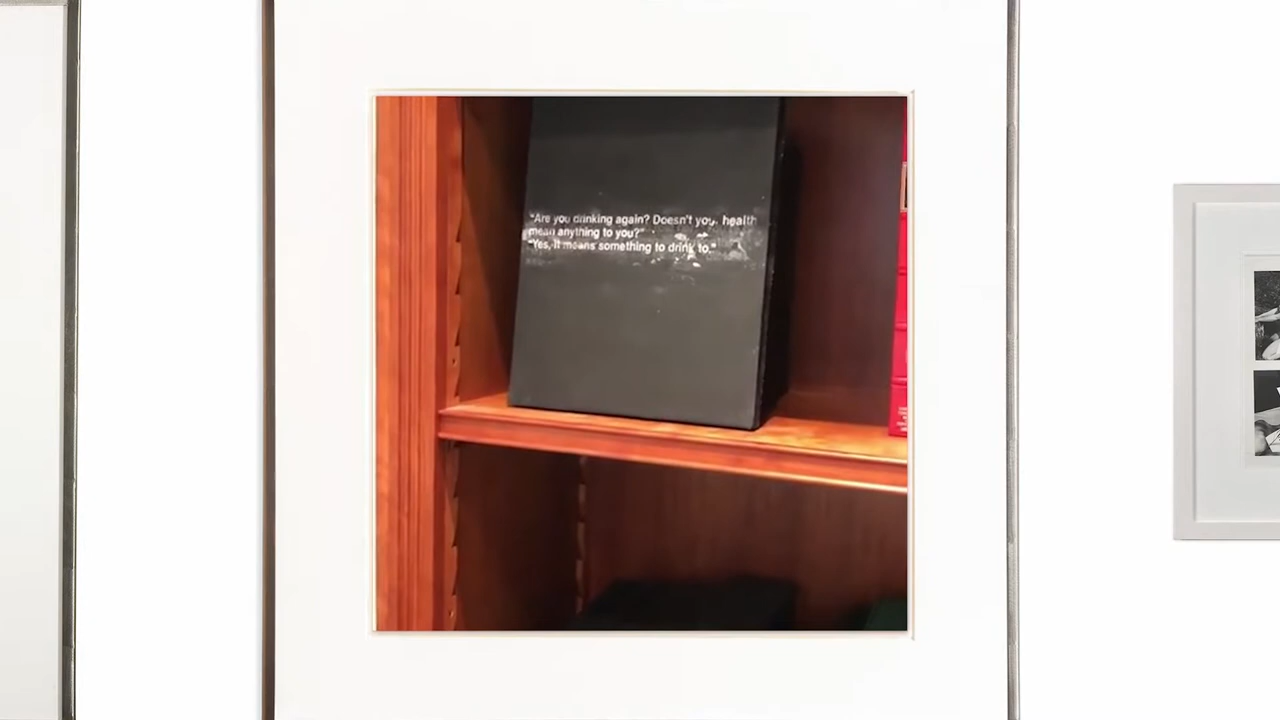 "Are you drinking again? Doesn't your health
mean anything to you?"
"Yes, it means something to drink to."